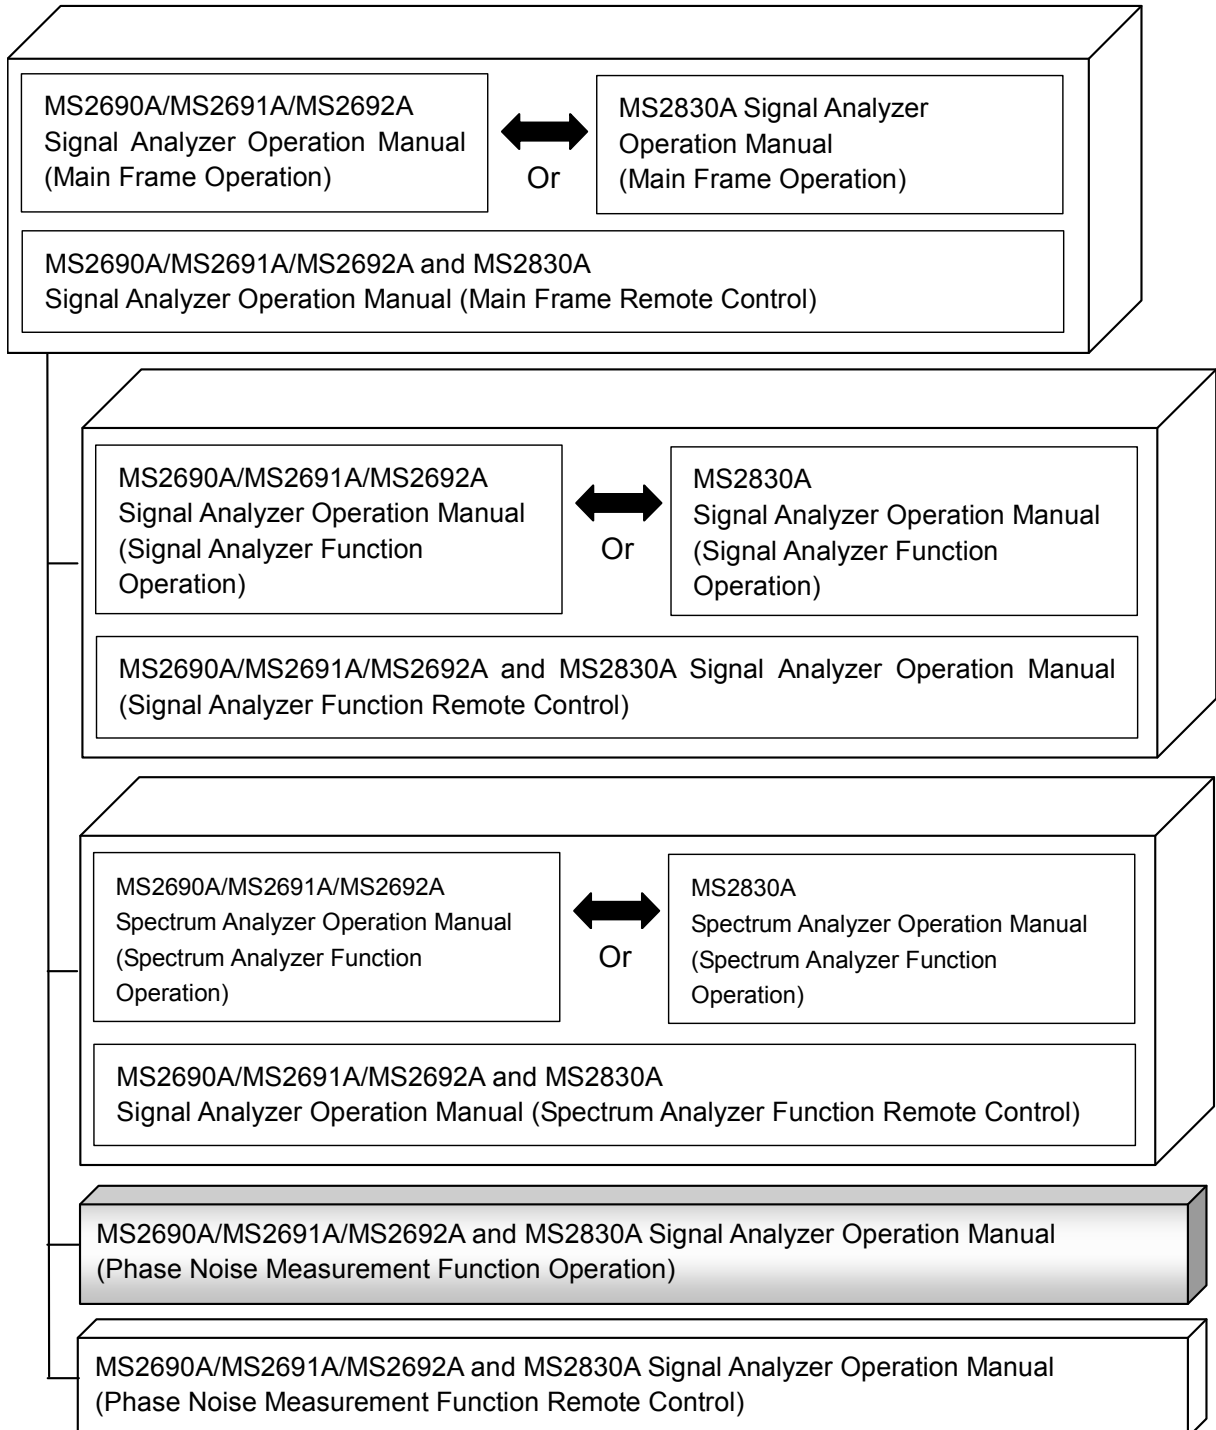 MS2690A/MS2691A/MS2692A
Signal Analyzer Operation Manual
(Main Frame Operation)
Or
MS2830A Signal Analyzer
Operation Manual
(Main Frame Operation)
MS2690A/MS2691A/MS2692A and MS2830A
Signal Analyzer Operation Manual (Main Frame Remote Control)
MS2690A/MS2691A/MS2692A
Signal Analyzer Operation Manual
(Signal Analyzer Function
Operation)
Or
MS2830A
Signal Analyzer Operation Manual
(Signal Analyzer Function
Operation)
MS2690A/MS2691A/MS2692A and MS2830A Signal Analyzer Operation Manual
(Signal Analyzer Function Remote Control)
MS2690A/MS2691A/MS2692A
Spectrum Analyzer Operation Manual
(Spectrum Analyzer Function
Operation)
Or
MS2830A
Spectrum Analyzer Operation Manual
(Spectrum Analyzer Function
Operation)
MS2690A/MS2691A/MS2692A and MS2830A
Signal Analyzer Operation Manual (Spectrum Analyzer Function Remote Control)
MS2690A/MS2691A/MS2692A and MS2830A Signal Analyzer Operation Manual
(Phase Noise Measurement Function Operation)
MS2690A/MS2691A/MS2692A and MS2830A Signal Analyzer Operation Manual
(Phase Noise Measurement Function Remote Control)